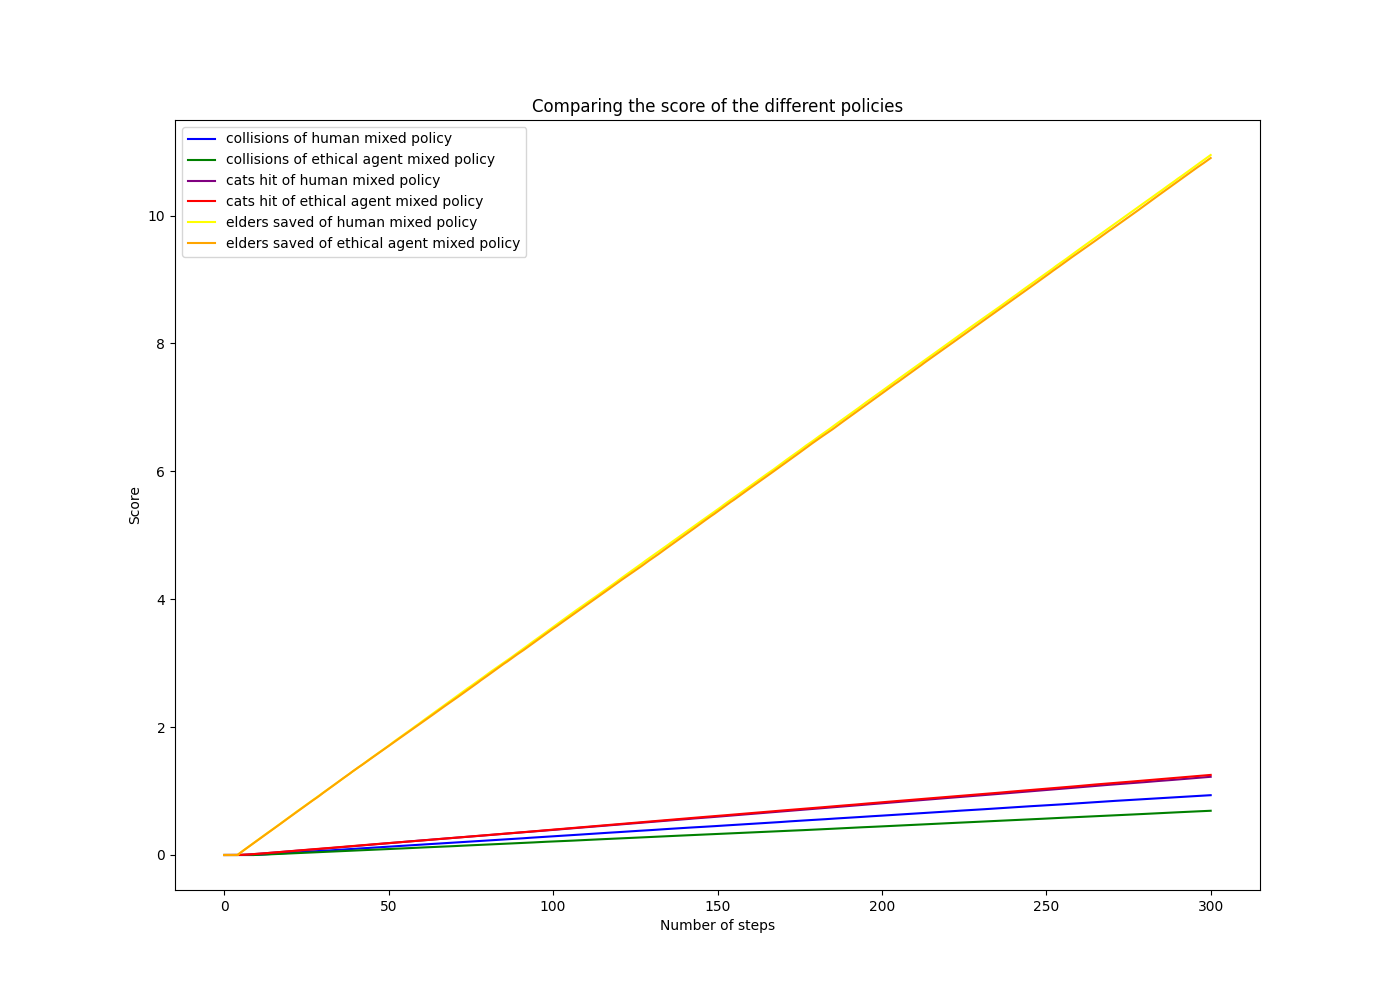 Comparing the score of the different policies
collisions of human mixed policy
collisions of ethical agent mixed policy
cats hit of human mixed policy
cats hit of ethical agent mixed policy
elders saved of human mixed policy
elders saved of ethical agent mixed policy
10
8
6
4
2
0
Score
0 50 100 150 200 250 300
Number of steps